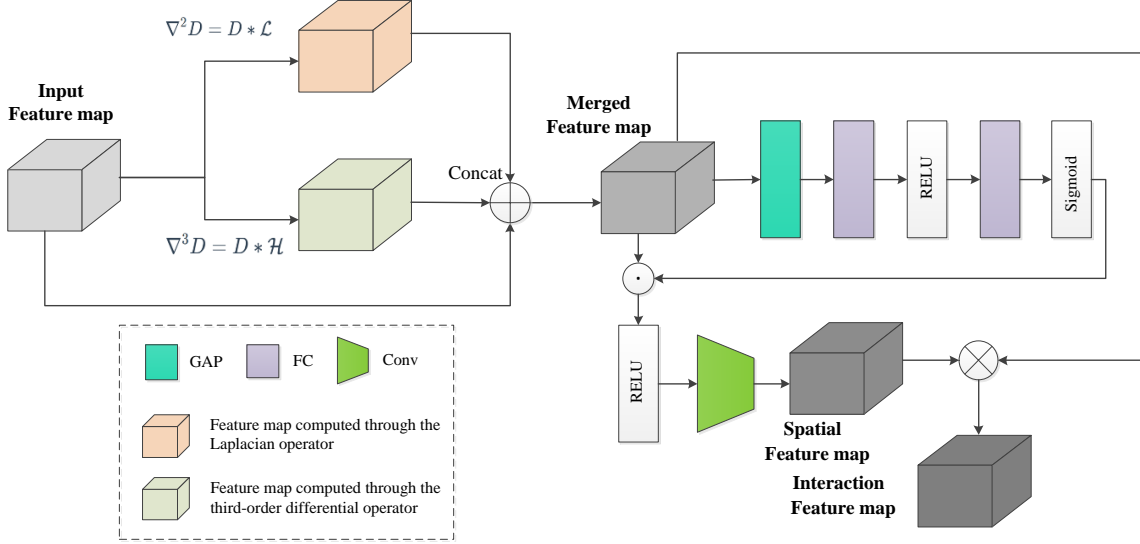 ∇²D = D ∗ ℒ
Input
Feature map
Merged
Feature map
Concat
∇³D = D ∗ ℋ
RELU
Sigmoid
·
RELU
GAP
FC
Conv
Feature map computed through the
Laplacian operator
Feature map computed through the
third-order differential operator
Spatial
Feature map
Interaction
Feature map